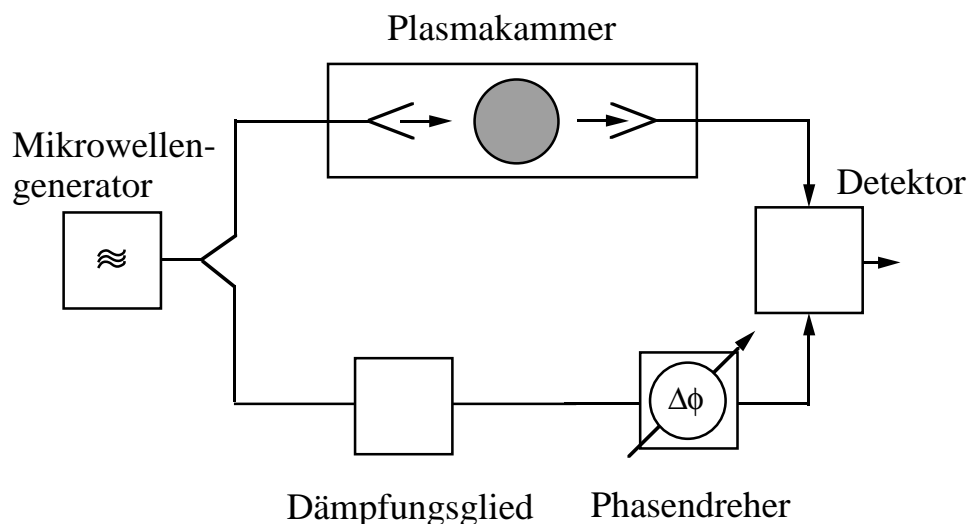 Plasmakammer
Mikrowellen-
generator
Detektor
Δϕ
Dämpfungsglied
Phasendreher